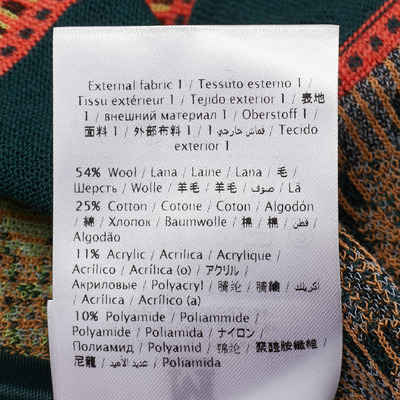 External fabric 1 / Tessuto esterno 1 /
Tissu extérieur 1 / Tejido exterior 1 / 表地
1 / внешний материал 1 / Oberstoff 1 /
面料 1 / 外部布料 1 / قماش خارجي 1 / Tecido
exterior 1
54% Wool / Lana / Laine / Lana / 毛 /
Шерсть / Wolle / 羊毛 / 羊毛 / صوف / Lã
25% Cotton / Cotone / Coton / Algodón
/ 綿 / Хлопок / Baumwolle / 棉 / 棉 / قطن /
Algodão
11% Acrylic / Acrilica / Acrylique /
Acrílico / Acrilico (o) / アクリル /
Акриловые / Polyacryl / 腈纶 / / أكريلك
/ Acrílica / Acrílico (a)
10% Polyamide / Poliammide /
Polyamide / Poliamida / ナイロン /
Полиамид / Polyamid / 锦纶 / 聚醯胺纖維 /
尼龍 / عديد الأميد / Poliamida
M